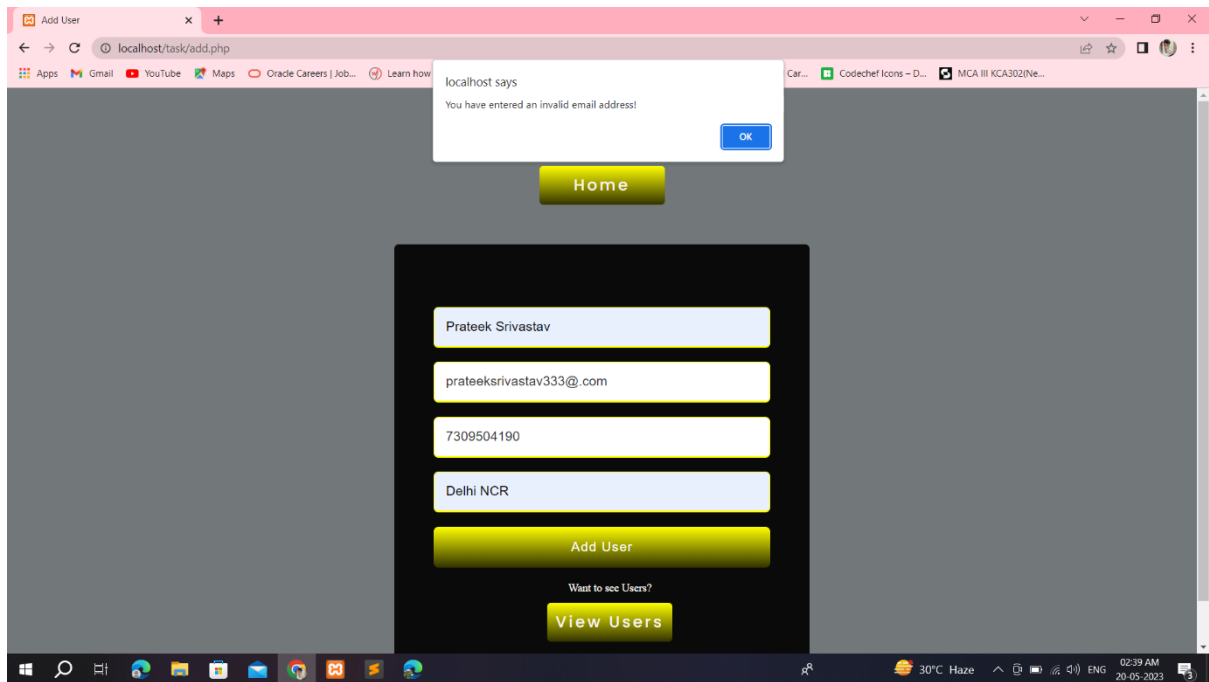 Add User
localhost/task/add.php
Apps Gmail YouTube Maps Oracle Careers | Job... Learn how Car... Codechef Icons – D... MCA III KCA302(Ne...
localhost says
You have entered an invalid email address!
OK
Home
Prateek Srivastav
prateeksrivastav333@.com
7309504190
Delhi NCR
Add User
Want to see Users?
View Users
30°C Haze ENG 02:39 AM
20-05-2023
3